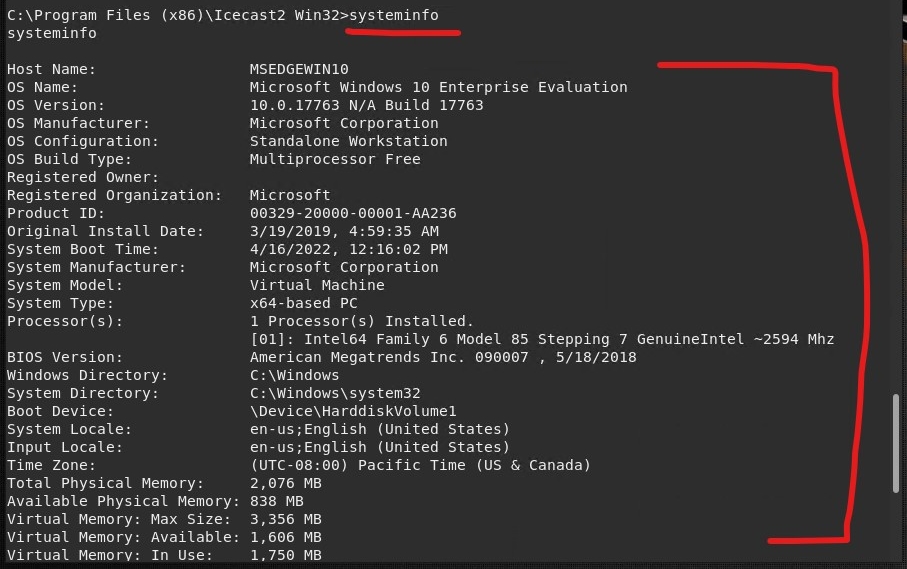 C:\Program Files (x86)\Icecast2 Win32>systeminfo
systeminfo
Host Name: MSEDGEWIN10
OS Name: Microsoft Windows 10 Enterprise Evaluation
OS Version: 10.0.17763 N/A Build 17763
OS Manufacturer: Microsoft Corporation
OS Configuration: Standalone Workstation
OS Build Type: Multiprocessor Free
Registered Owner:
Registered Organization: Microsoft
Product ID: 00329-20000-00001-AA236
Original Install Date: 3/19/2019, 4:59:35 AM
System Boot Time: 4/16/2022, 12:16:02 PM
System Manufacturer: Microsoft Corporation
System Model: Virtual Machine
System Type: x64-based PC
Processor(s): 1 Processor(s) Installed.
[01]: Intel64 Family 6 Model 85 Stepping 7 GenuineIntel ~2594 Mhz
BIOS Version: American Megatrends Inc. 090007 , 5/18/2018
Windows Directory: C:\Windows
System Directory: C:\Windows\system32
Boot Device: \Device\HarddiskVolume1
System Locale: en-us;English (United States)
Input Locale: en-us;English (United States)
Time Zone: (UTC-08:00) Pacific Time (US & Canada)
Total Physical Memory: 2,076 MB
Available Physical Memory: 838 MB
Virtual Memory: Max Size: 3,356 MB
Virtual Memory: Available: 1,606 MB
Virtual Memory: In Use: 1,750 MB